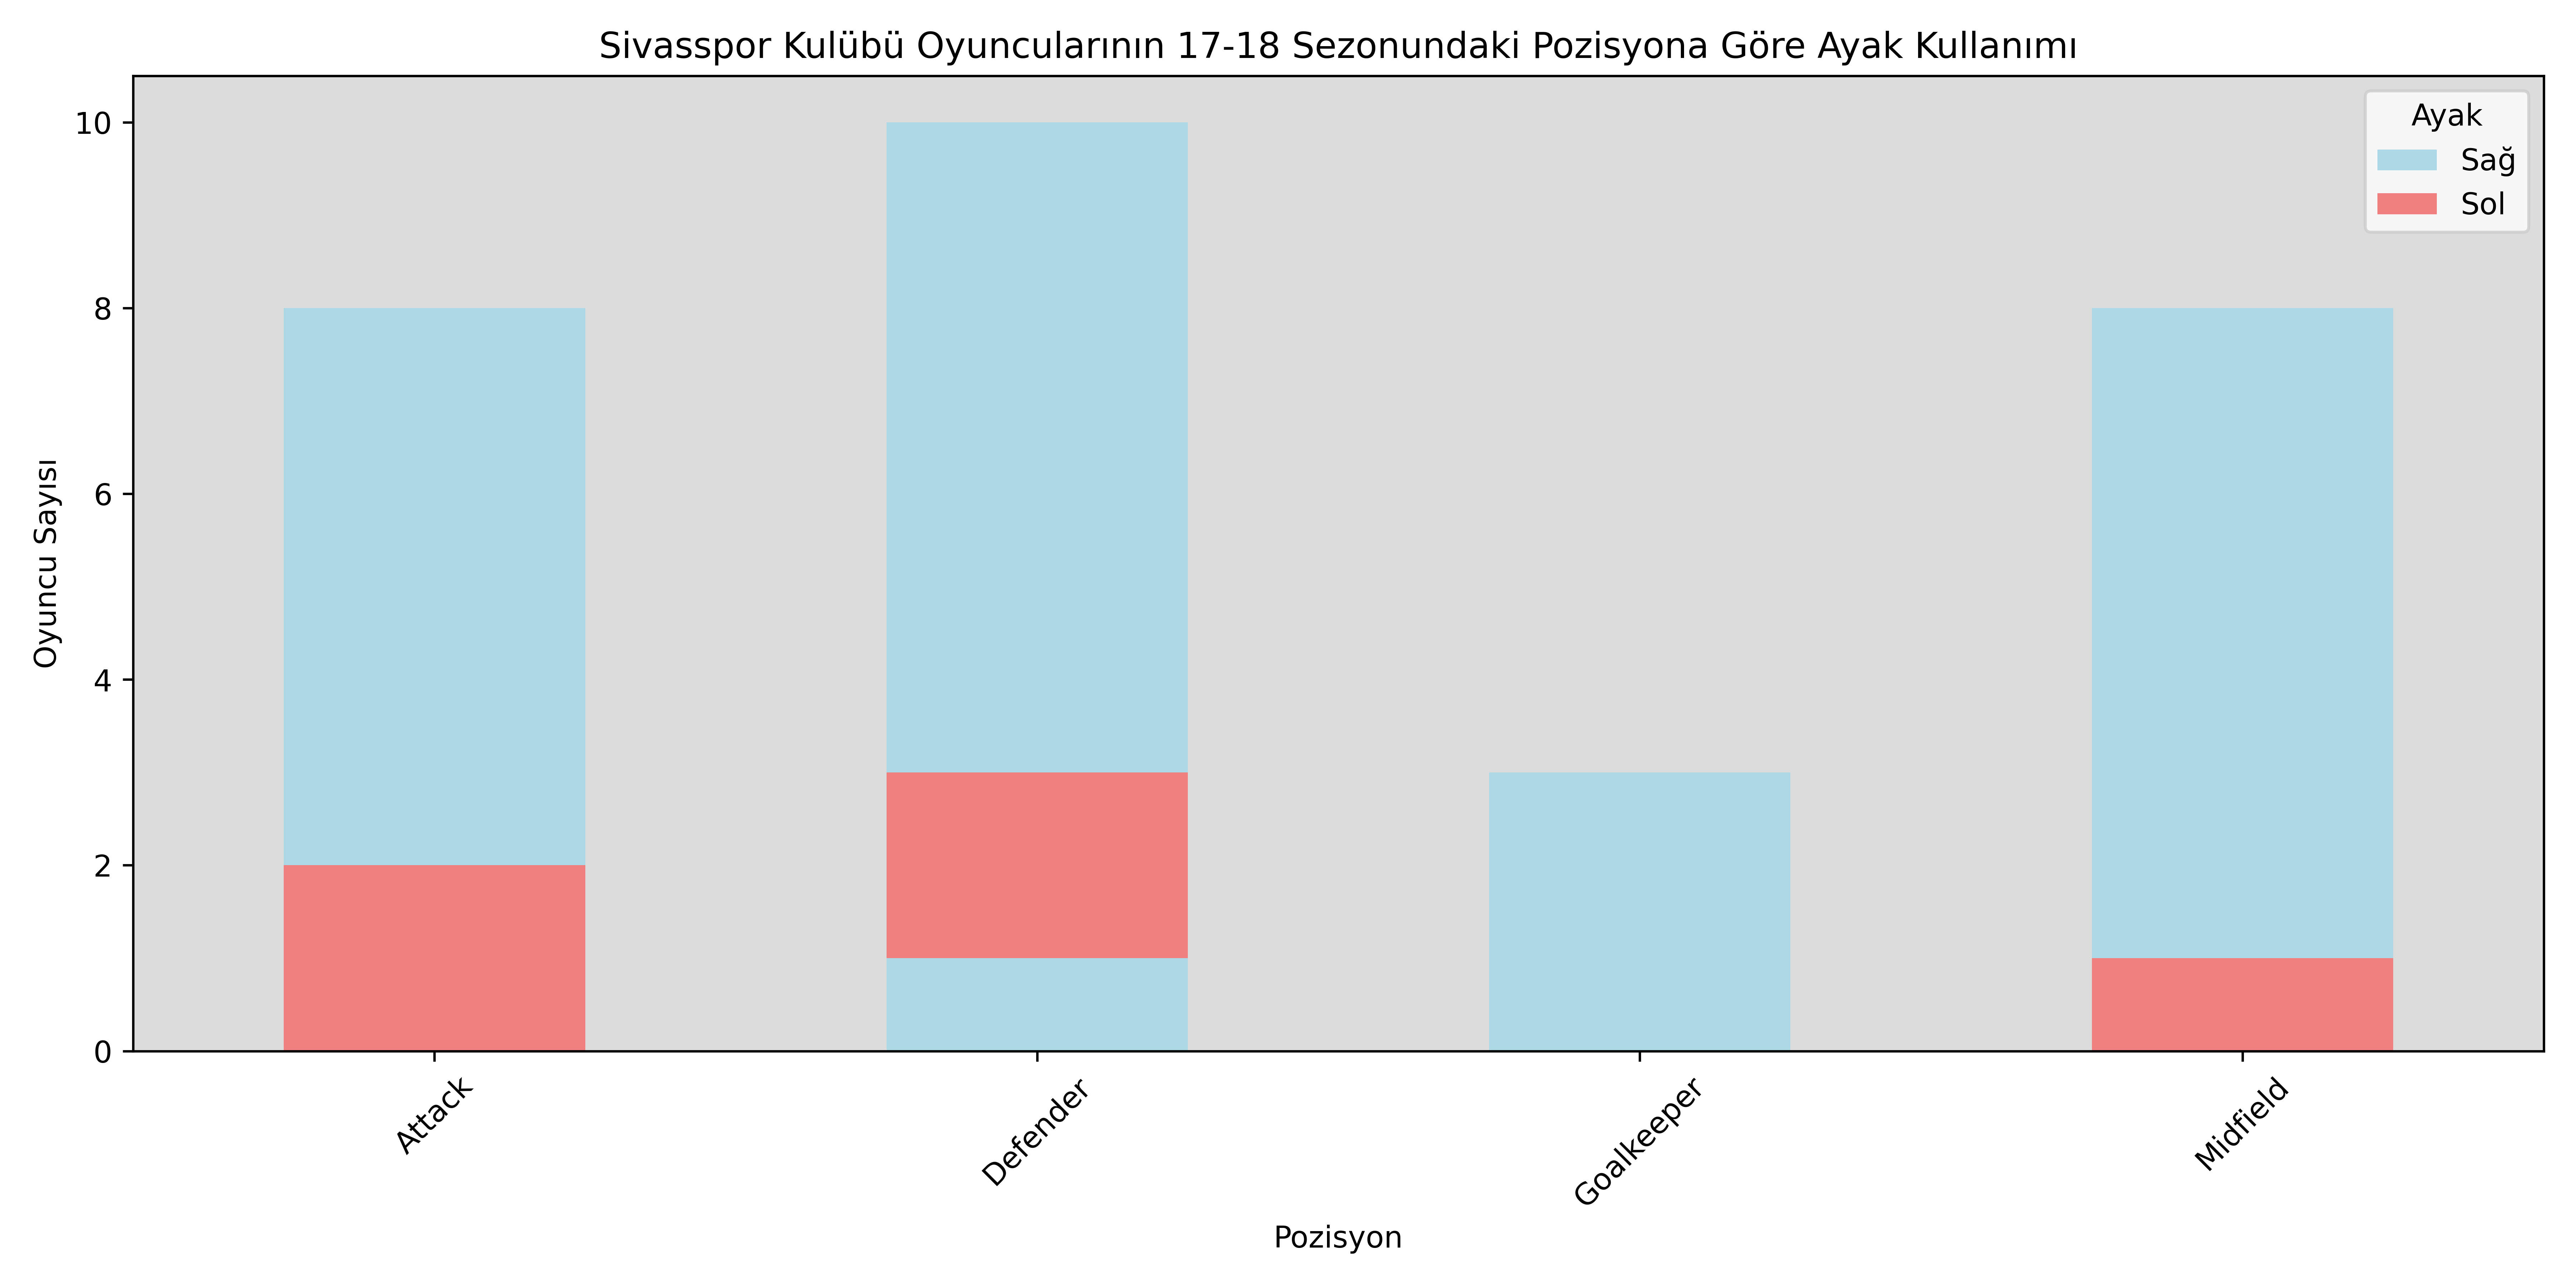 Sivasspor Kulübü Oyuncularının 17-18 Sezonundaki Pozisyona Göre Ayak Kullanımı
Ayak
Sağ
Sol
Oyuncu Sayısı
10
8
6
4
2
0
Attack
Defender
Goalkeeper
Midfield
Pozisyon